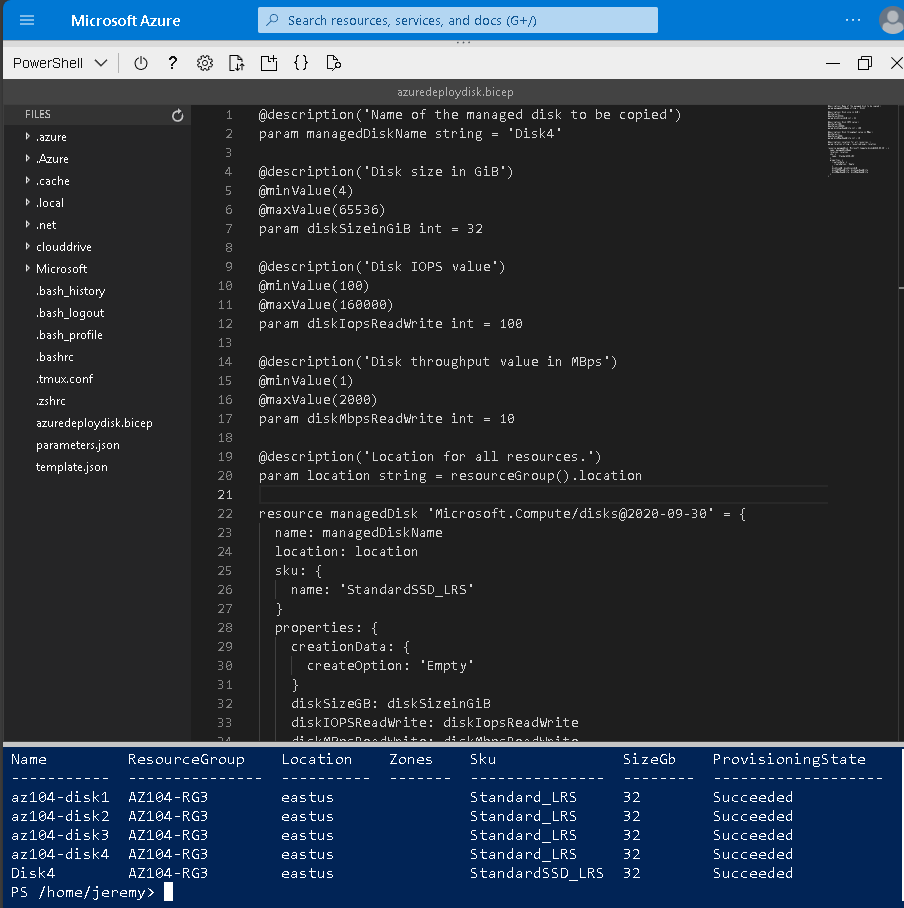 Microsoft Azure
Search resources, services, and docs (G+/)
PowerShell
azuredeploydisk.bicep
FILES
.azure
.Azure
.cache
.local
.net
clouddrive
Microsoft
.bash_history
.bash_logout
.bash_profile
.bashrc
.tmux.conf
.zshrc
azuredeploydisk.bicep
parameters.json
template.json
1 @description('Name of the managed disk to be copied')
2 param managedDiskName string = 'Disk4'
3
4 @description('Disk size in GiB')
5 @minValue(4)
6 @maxValue(65536)
7 param diskSizeinGiB int = 32
8
9 @description('Disk IOPS value')
10 @minValue(100)
11 @maxValue(160000)
12 param diskIopsReadWrite int = 100
13
14 @description('Disk throughput value in MBps')
15 @minValue(1)
16 @maxValue(2000)
17 param diskMbpsReadWrite int = 10
18
19 @description('Location for all resources.')
20 param location string = resourceGroup().location
21
22 resource managedDisk 'Microsoft.Compute/disks@2020-09-30' = {
23 name: managedDiskName
24 location: location
25 sku: {
26 name: 'StandardSSD_LRS'
27 }
28 properties: {
29 creationData: {
30 createOption: 'Empty'
31 }
32 diskSizeGB: diskSizeinGiB
33 diskIOPSReadWrite: diskIopsReadWrite
34 diskMBpsReadWrite: diskMbpsReadWrite
Name ResourceGroup Location Zones Sku SizeGb ProvisioningState
----------- --------------- ---------- ------- --------------- -------- -------------------
az104-disk1 AZ104-RG3 eastus Standard_LRS 32 Succeeded
az104-disk2 AZ104-RG3 eastus Standard_LRS 32 Succeeded
az104-disk3 AZ104-RG3 eastus Standard_LRS 32 Succeeded
az104-disk4 AZ104-RG3 eastus Standard_LRS 32 Succeeded
Disk4 AZ104-RG3 eastus StandardSSD_LRS 32 Succeeded
PS /home/jeremy>